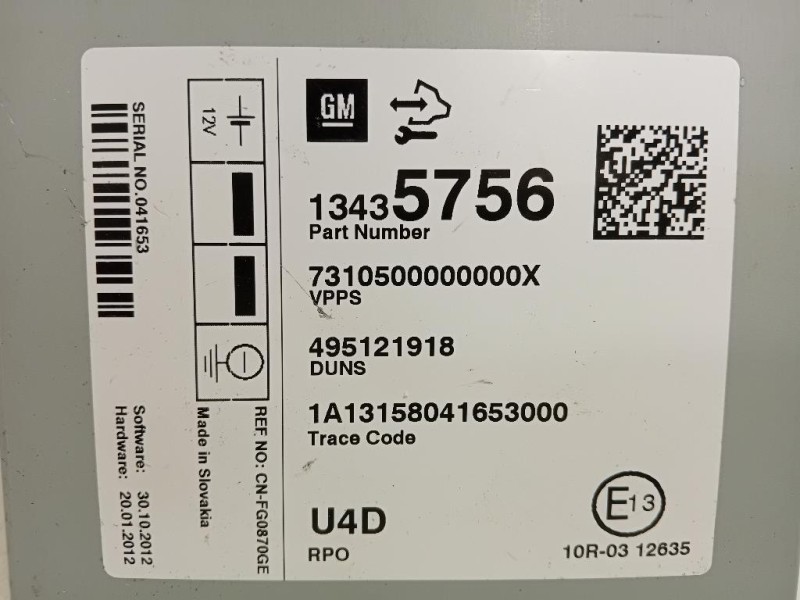 GM
13435756
Part Number
7310500000000X
VPPS
495121918
DUNS
1A13158041653000
Trace Code
U4D
RPO
E13
10R-03 12635
12V
REF NO: CN-FG0870GE
Made in Slovakia
SERIAL NO.041653
Software: 30.10.2012
Hardware: 20.01.2012